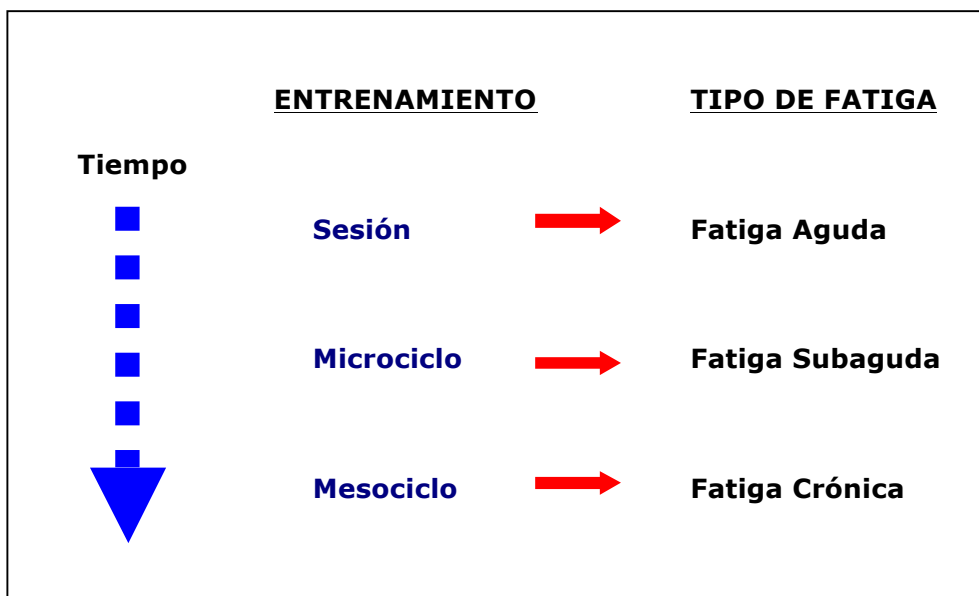 ENTRENAMIENTO TIPO DE FATIGA
Tiempo
Sesión Fatiga Aguda
Microciclo Fatiga Subaguda
Mesociclo Fatiga Crónica